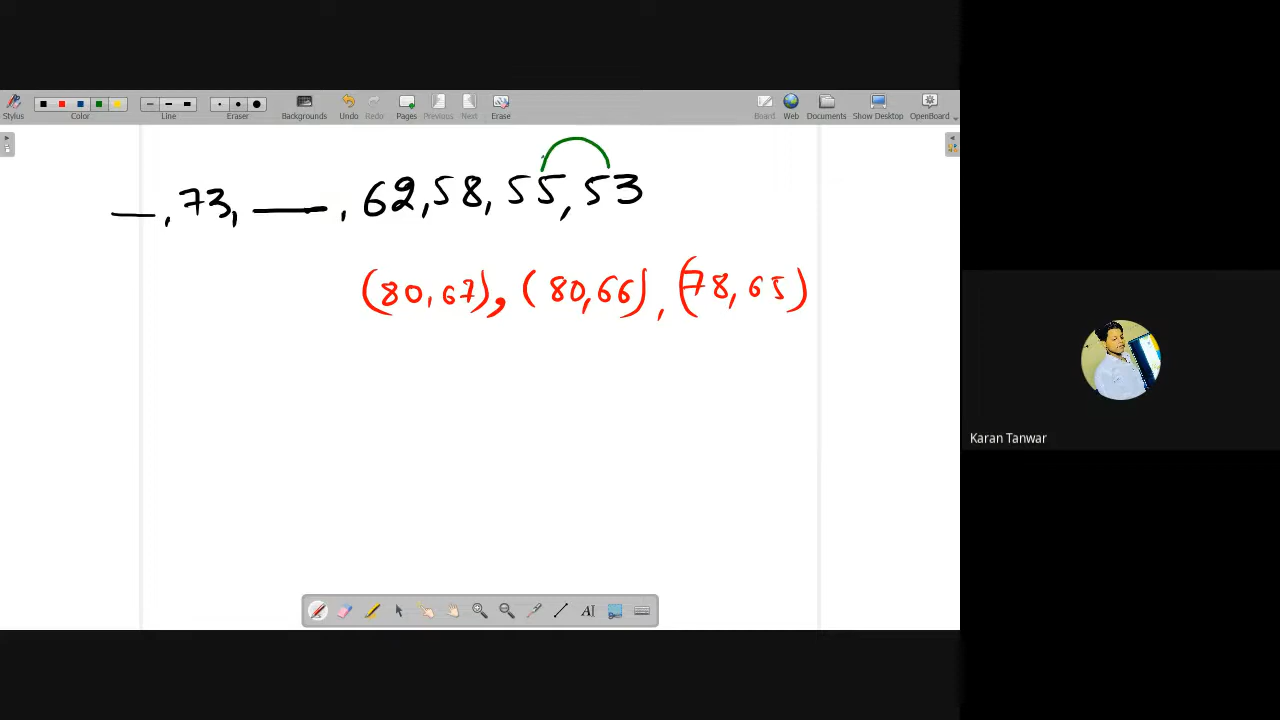 Stylus Color Line Eraser Backgrounds Undo Redo Pages Previous Next Erase Board Web Documents Show Desktop OpenBoard
__, 73, ___, 62, 58, 55, 53
(80, 67), (80, 66), (78, 65)
Karan Tanwar
AI